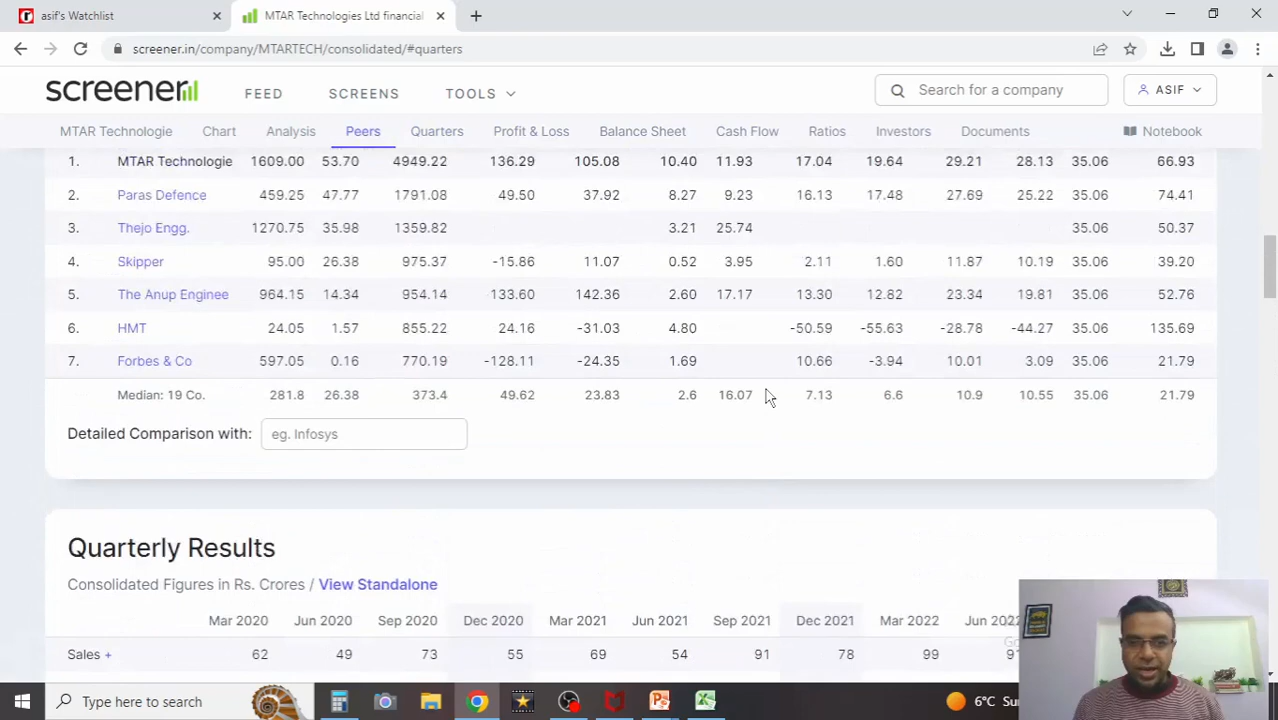 asif's Watchlist
MTAR Technologies Ltd financial
screener.in/company/MTARTECH/consolidated/#quarters
screener
FEED SCREENS TOOLS
Search for a company
ASIF
MTAR Technologie Chart Analysis Peers Quarters Profit & Loss Balance Sheet Cash Flow Ratios Investors Documents Notebook
1. MTAR Technologie 1609.00 53.70 4949.22 136.29 105.08 10.40 11.93 17.04 19.64 29.21 28.13 35.06 66.93
2. Paras Defence 459.25 47.77 1791.08 49.50 37.92 8.27 9.23 16.13 17.48 27.69 25.22 35.06 74.41
3. Thejo Engg. 1270.75 35.98 1359.82 3.21 25.74 35.06 50.37
4. Skipper 95.00 26.38 975.37 -15.86 11.07 0.52 3.95 2.11 1.60 11.87 10.19 35.06 39.20
5. The Anup Enginee 964.15 14.34 954.14 -133.60 142.36 2.60 17.17 13.30 12.82 23.34 19.81 35.06 52.76
6. HMT 24.05 1.57 855.22 24.16 -31.03 4.80 -50.59 -55.63 -28.78 -44.27 35.06 135.69
7. Forbes & Co 597.05 0.16 770.19 -128.11 -24.35 1.69 10.66 -3.94 10.01 3.09 35.06 21.79
Median: 19 Co. 281.8 26.38 373.4 49.62 23.83 2.6 16.07 7.13 6.6 10.9 10.55 35.06 21.79
Detailed Comparison with: eg. Infosys
Quarterly Results
Consolidated Figures in Rs. Crores / View Standalone
Mar 2020 Jun 2020 Sep 2020 Dec 2020 Mar 2021 Jun 2021 Sep 2021 Dec 2021 Mar 2022 Jun
Sales + 62 49 73 55 69 54 91 78 99
Type here to search
6°C